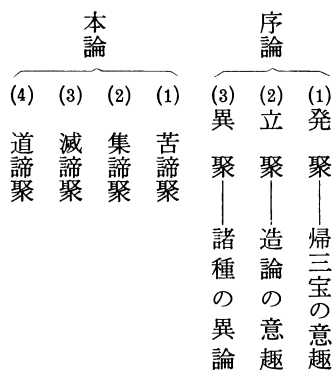 序論
(1) 発聚――帰三宝の意趣
(2) 立聚――造論の意趣
(3) 異聚――諸種の異論
本論
(1) 苦諦聚
(2) 集諦聚
(3) 滅諦聚
(4) 道諦聚